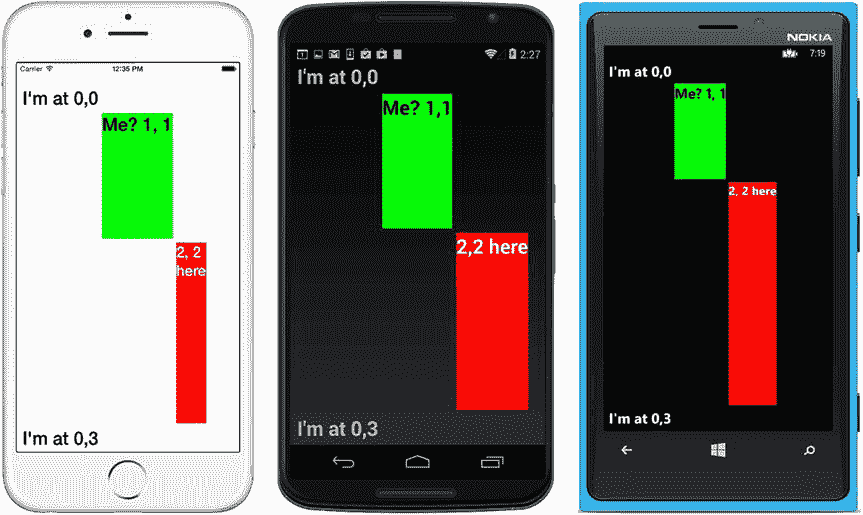 Carrier 12:35 PM
I'm at 0,0
Me? 1, 1
2, 2
here
I'm at 0,3
2:27
I'm at 0,0
Me? 1,1
2,2 here
I'm at 0,3
NOKIA
7:19
I'm at 0,0
Me? 1, 1
2, 2 here
I'm at 0,3